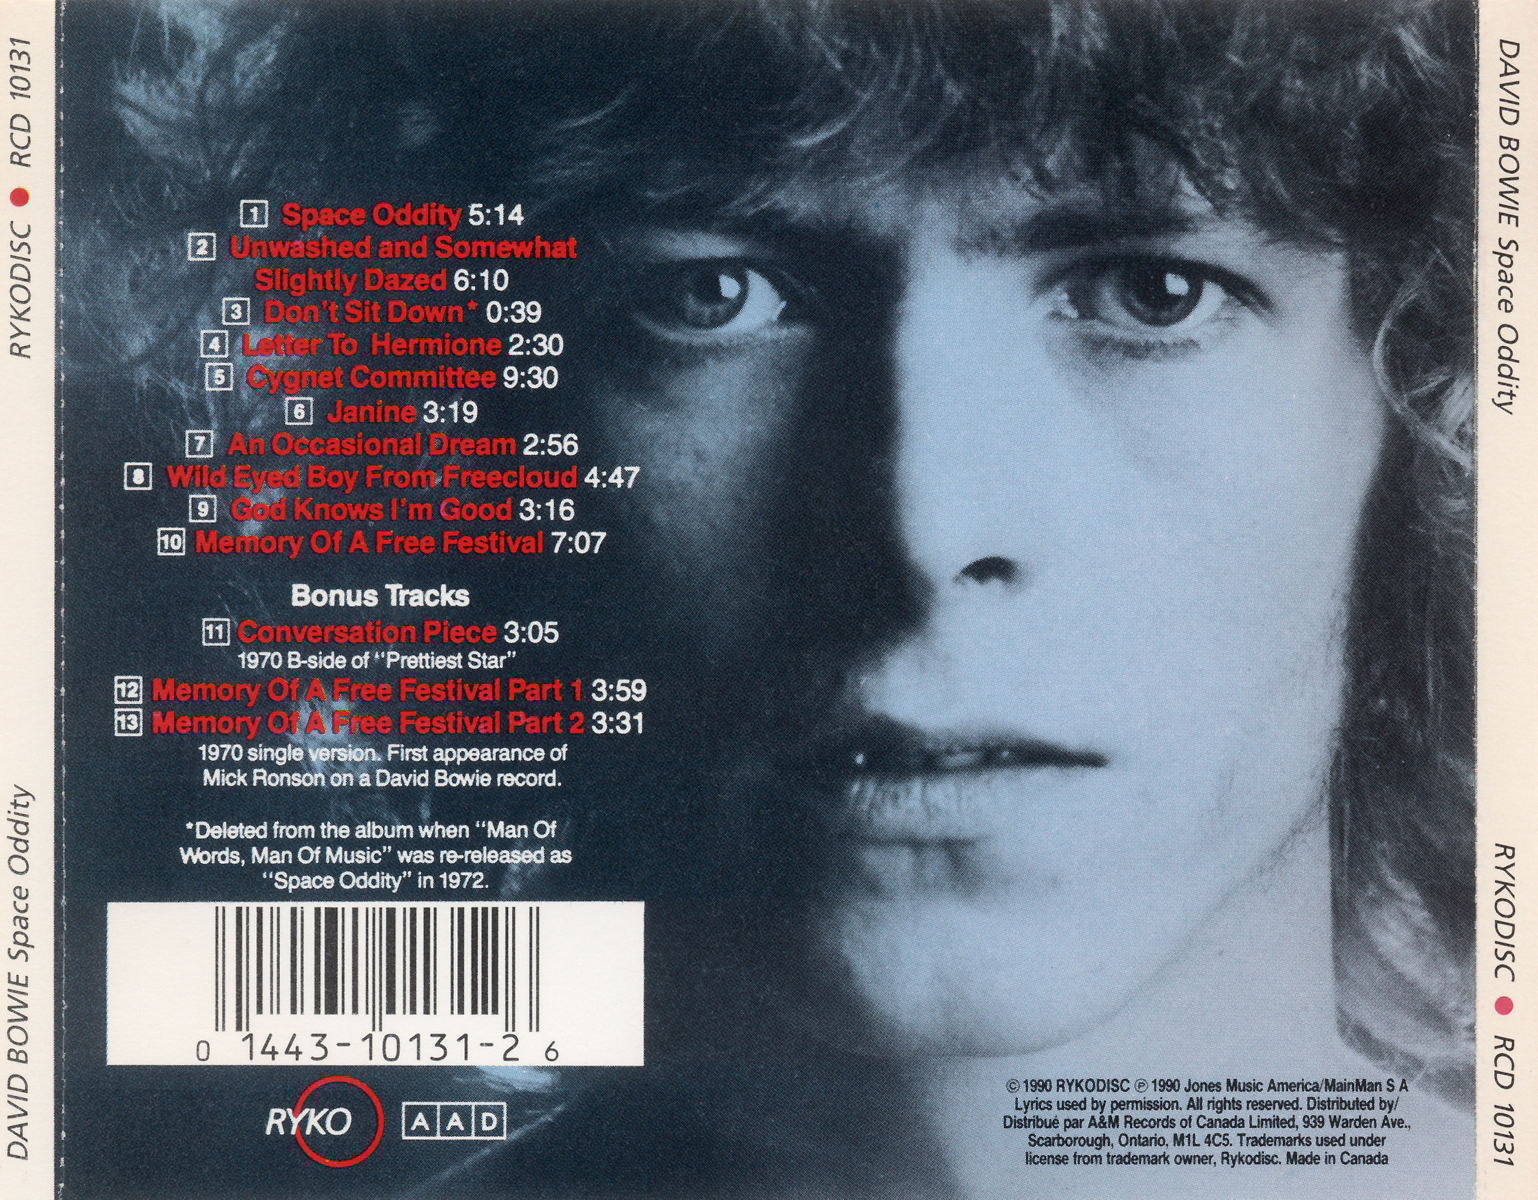 RYKODISC ● RCD 10131
DAVID BOWIE Space Oddity
1 Space Oddity 5:14
2 Unwashed and Somewhat
Slightly Dazed 6:10
3 Don't Sit Down* 0:39
4 Letter To Hermione 2:30
5 Cygnet Committee 9:30
6 Janine 3:19
7 An Occasional Dream 2:56
8 Wild Eyed Boy From Freecloud 4:47
9 God Knows I'm Good 3:16
10 Memory Of A Free Festival 7:07
Bonus Tracks
11 Conversation Piece 3:05
1970 B-side of "Prettiest Star"
12 Memory Of A Free Festival Part 1 3:59
13 Memory Of A Free Festival Part 2 3:31
1970 single version. First appearance of
Mick Ronson on a David Bowie record.
*Deleted from the album when "Man Of
Words, Man Of Music" was re-released as
"Space Oddity" in 1972.
0 1443-10131-2 6
RYKO
A A D
© 1990 RYKODISC ℗ 1990 Jones Music America/MainMan S A
Lyrics used by permission. All rights reserved. Distributed by/
Distribué par A&M Records of Canada Limited, 939 Warden Ave.,
Scarborough, Ontario, M1L 4C5. Trademarks used under
license from trademark owner, Rykodisc. Made in Canada
DAVID BOWIE Space Oddity
RYKODISC ● RCD 10131